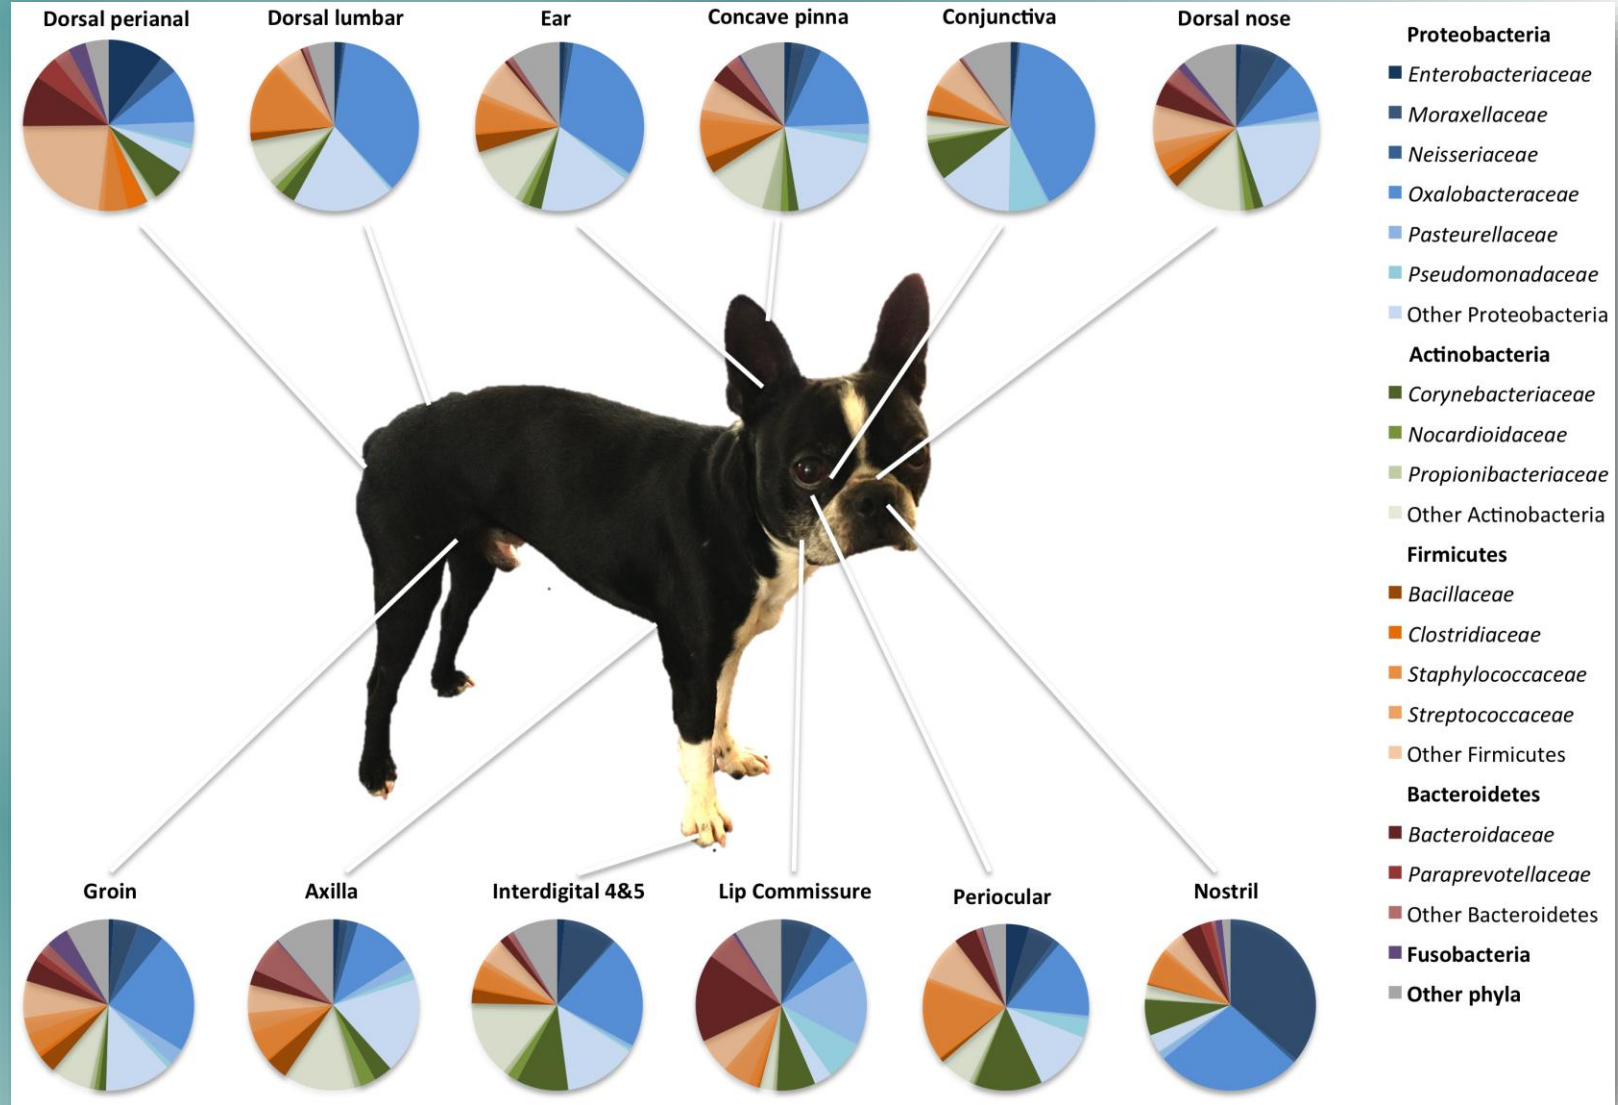 Dorsal perianal
Dorsal lumbar
Ear
Concave pinna
Conjunctiva
Dorsal nose
Proteobacteria
Enterobacteriaceae
Moraxellaceae
Neisseriaceae
Oxalobacteraceae
Pasteurellaceae
Pseudomonadaceae
Other Proteobacteria
Actinobacteria
Corynebacteriaceae
Nocardioidaceae
Propionibacteriaceae
Other Actinobacteria
Firmicutes
Bacillaceae
Clostridiaceae
Staphylococcaceae
Streptococcaceae
Other Firmicutes
Bacteroidetes
Bacteroidaceae
Paraprevotellaceae
Other Bacteroidetes
Fusobacteria
Other phyla
Groin
Axilla
Interdigital 4&5
Lip Commissure
Periocular
Nostril